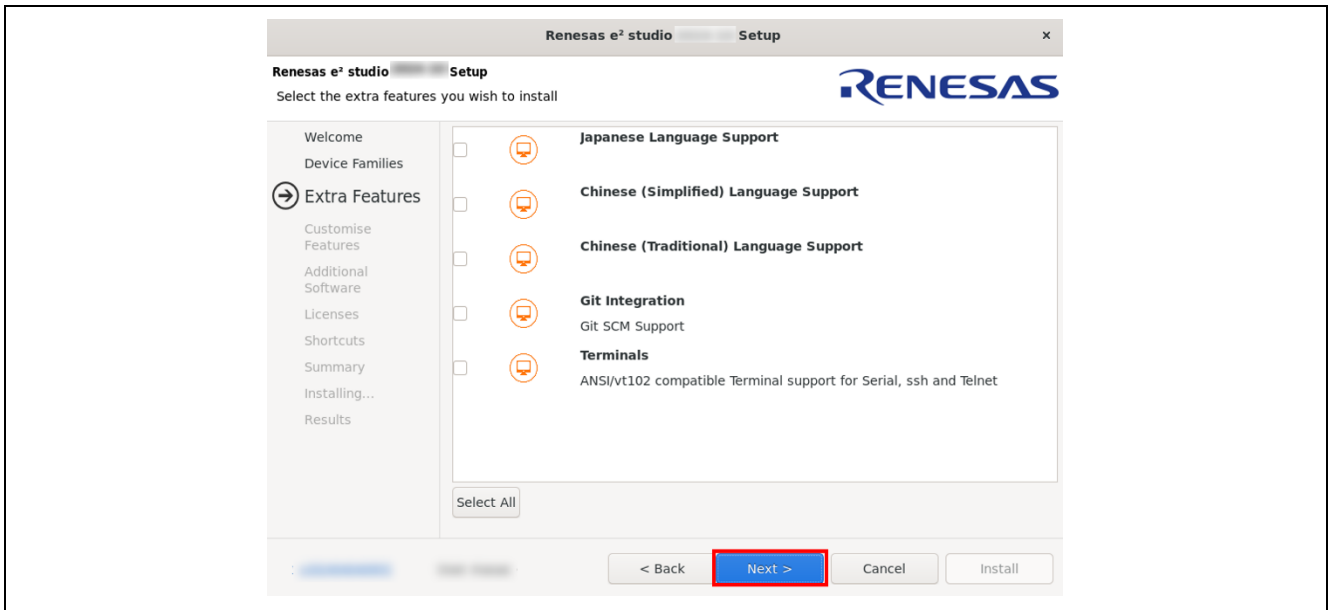 Renesas e² studio Setup
×
Renesas e² studio Setup
Select the extra features you wish to install
RENESAS
Welcome
Device Families
Extra Features
Customise
Features
Additional
Software
Licenses
Shortcuts
Summary
Installing...
Results
Japanese Language Support
Chinese (Simplified) Language Support
Chinese (Traditional) Language Support
Git Integration
Git SCM Support
Terminals
ANSI/vt102 compatible Terminal support for Serial, ssh and Telnet
Select All
< Back
Next >
Cancel
Install